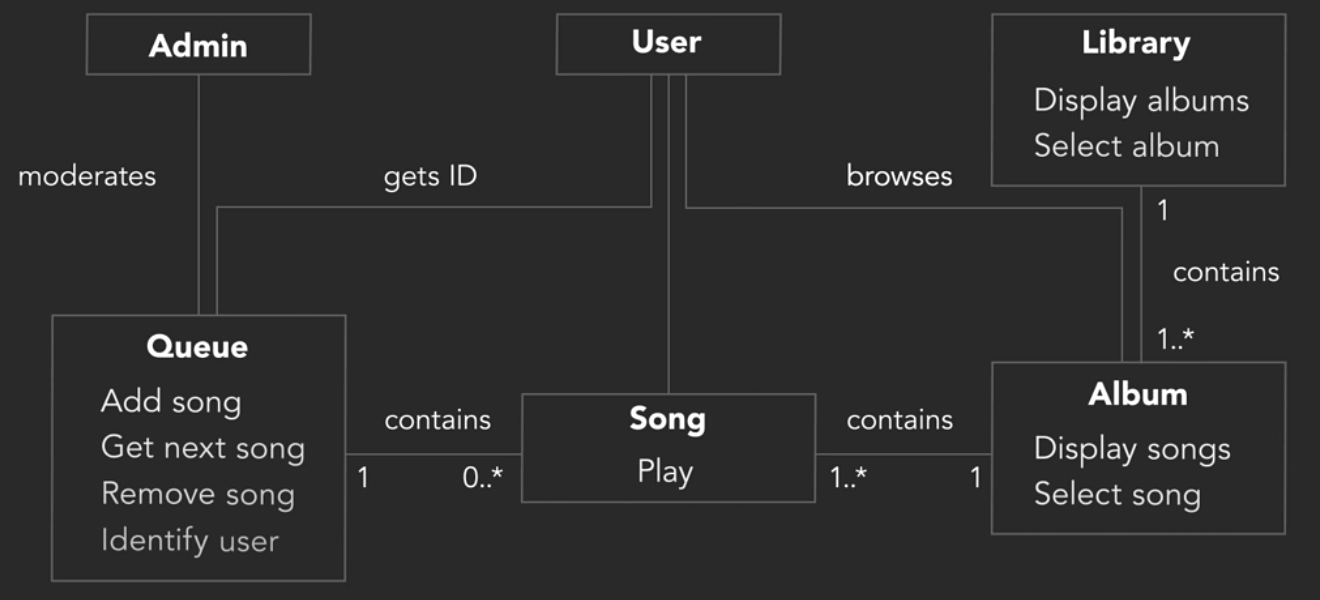 Admin
User
Library
Display albums
Select album
moderates
gets ID
browses
1
contains
1..*
Queue
Add song
Get next song
Remove song
Identify user
contains
1
0..*
Song
Play
contains
1..*
1
Album
Display songs
Select song